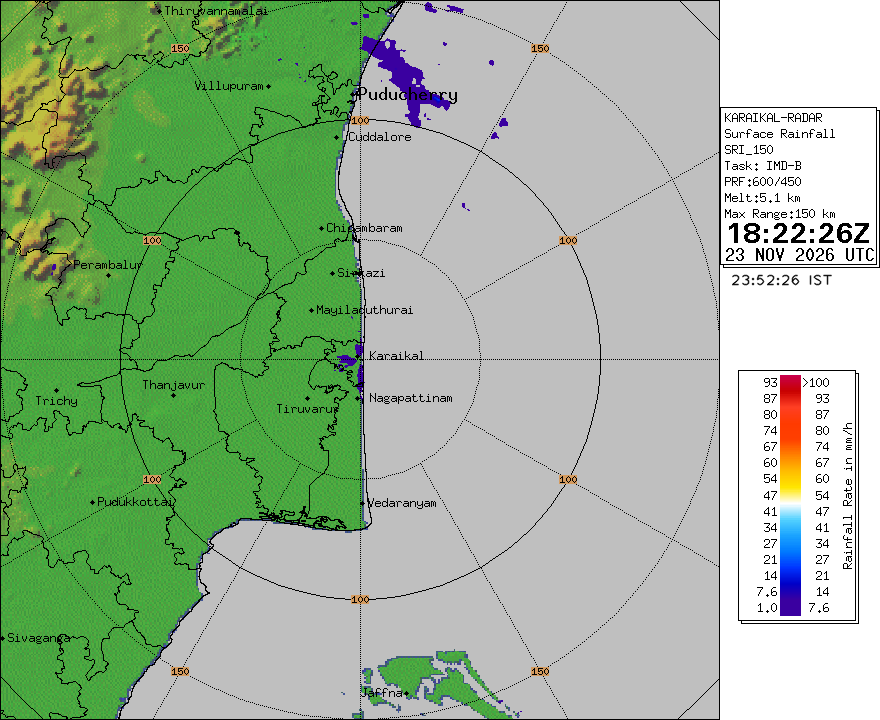 Thiruvannamalai
150
150
Villupuram
Puducherry
100
Cuddalore
Chidambaram
100
100
Perambalur
Sirkazi
Mayiladuthurai
Karaikal
Thanjavur
Trichy
Tiruvarur
Nagapattinam
100
100
Pudukkottai
Vedaranyam
100
Sivaganga
150
150
Jaffna
KARAIKAL-RADAR
Surface Rainfall
SRI_150
Task: IMD-B
PRF:600/450
Melt:5.1 km
Max Range:150 km
18:22:26Z
23 NOV 2026 UTC
23:52:26 IST
93 >100
87 93
80 87
74 80
67 74
60 67
54 60
47 54
41 47
34 41
27 34
21 27
14 21
7.6 14
1.0 7.6
Rainfall Rate in mm/h